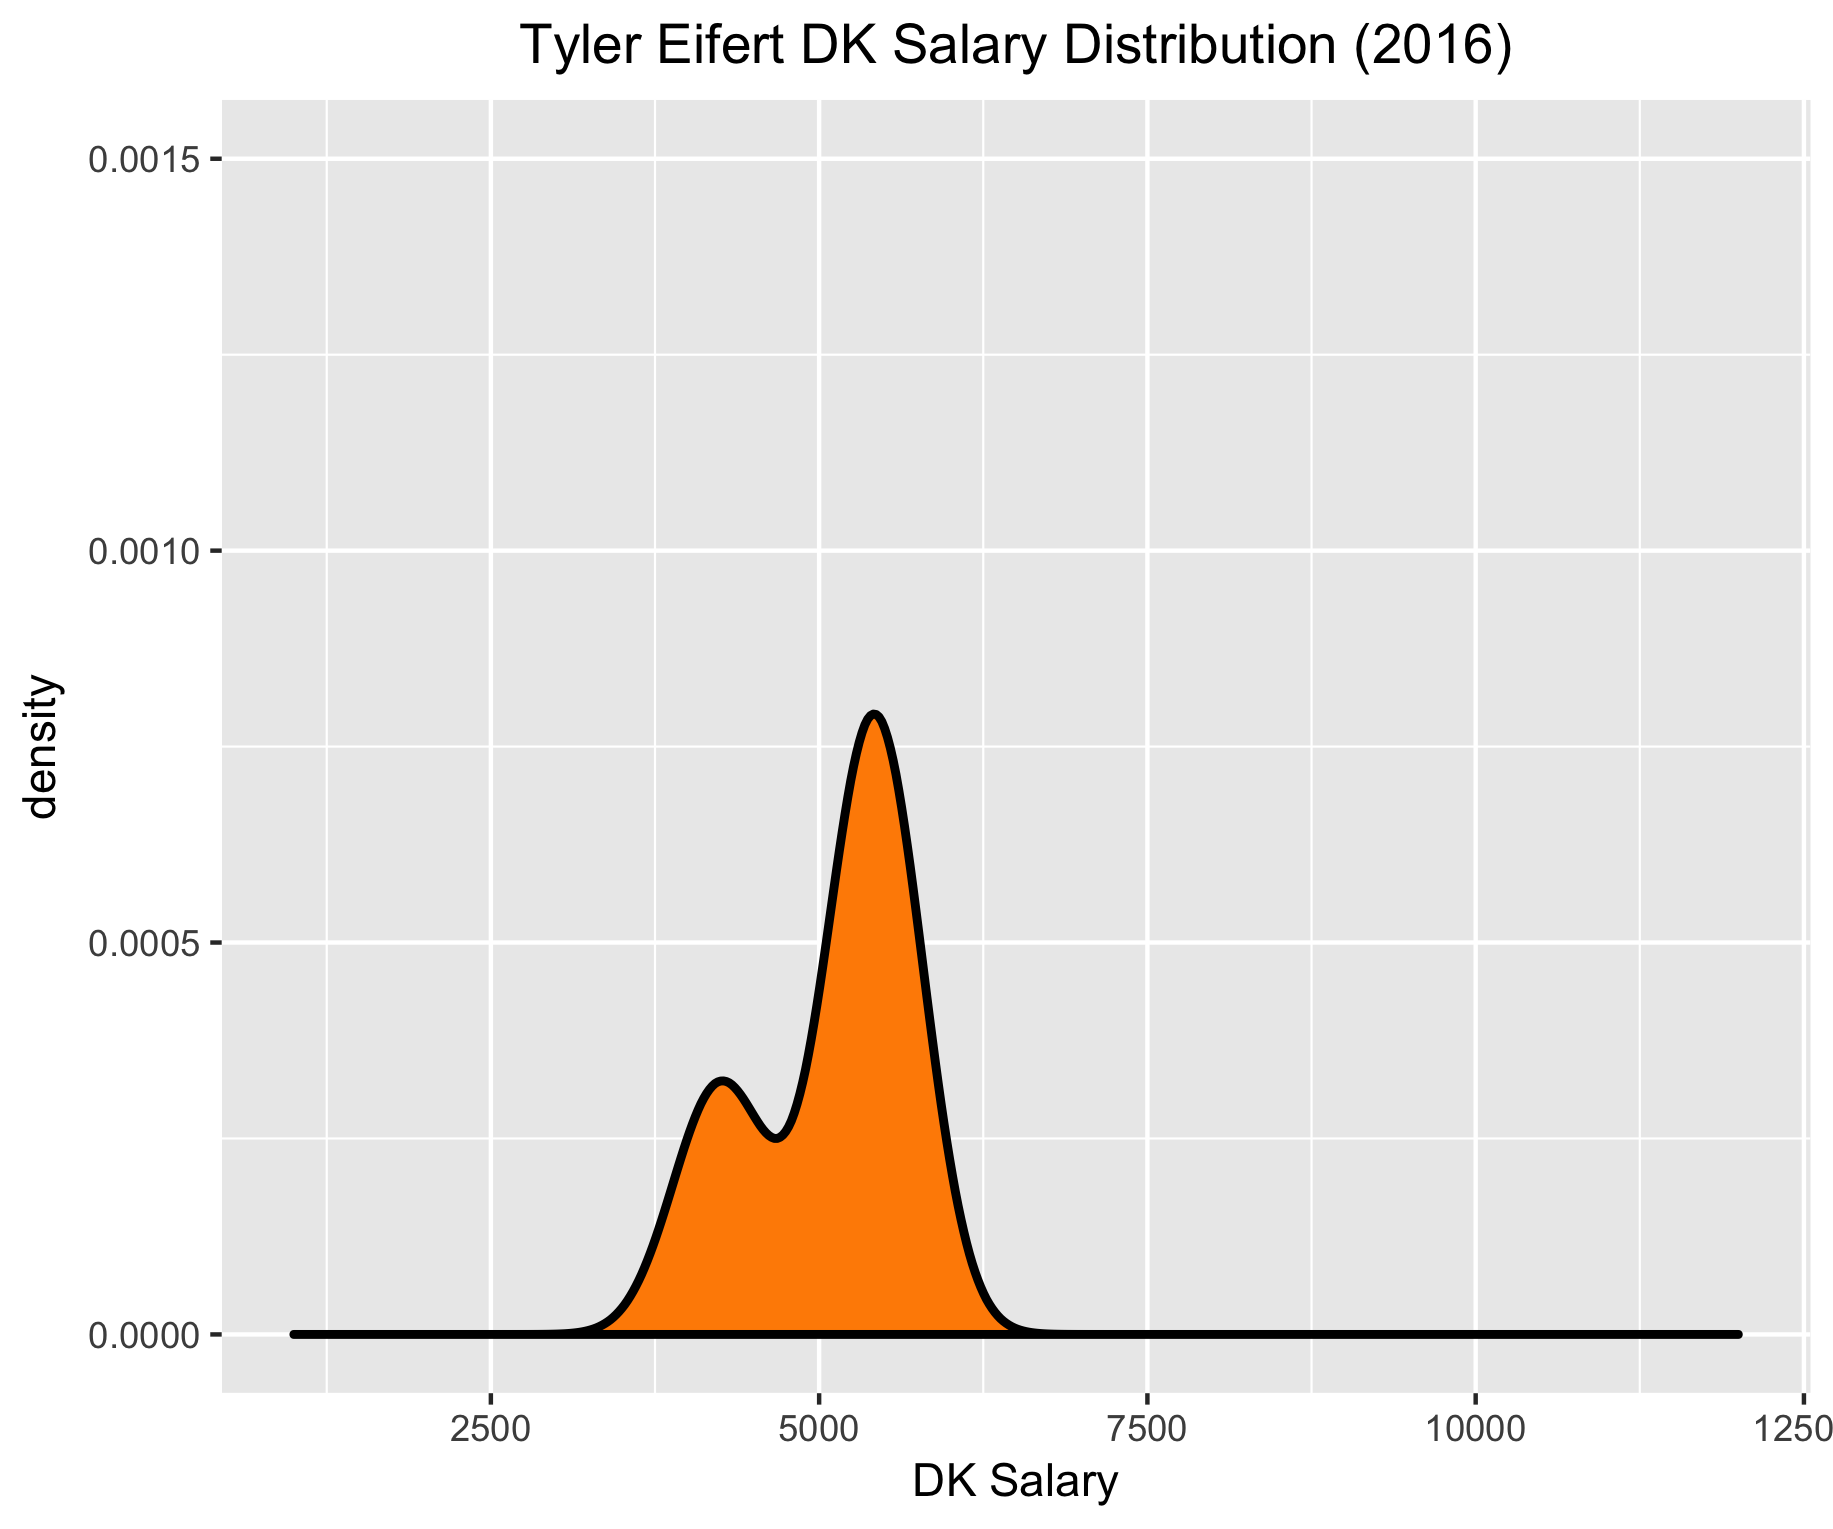 Tyler Eifert DK Salary Distribution (2016)
0.0015
0.0010
density
0.0005
0.0000
2500 5000 7500 10000 1250
DK Salary